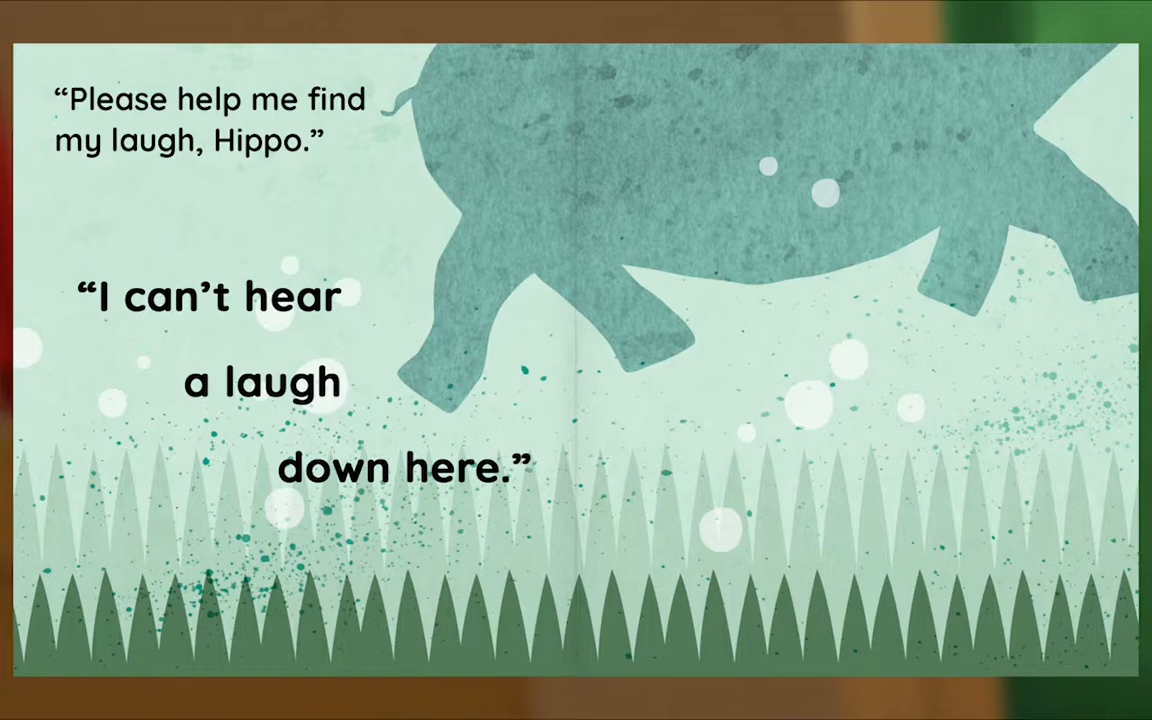 “Please help me find
my laugh, Hippo.”
“I can’t hear
a laugh
down here.”